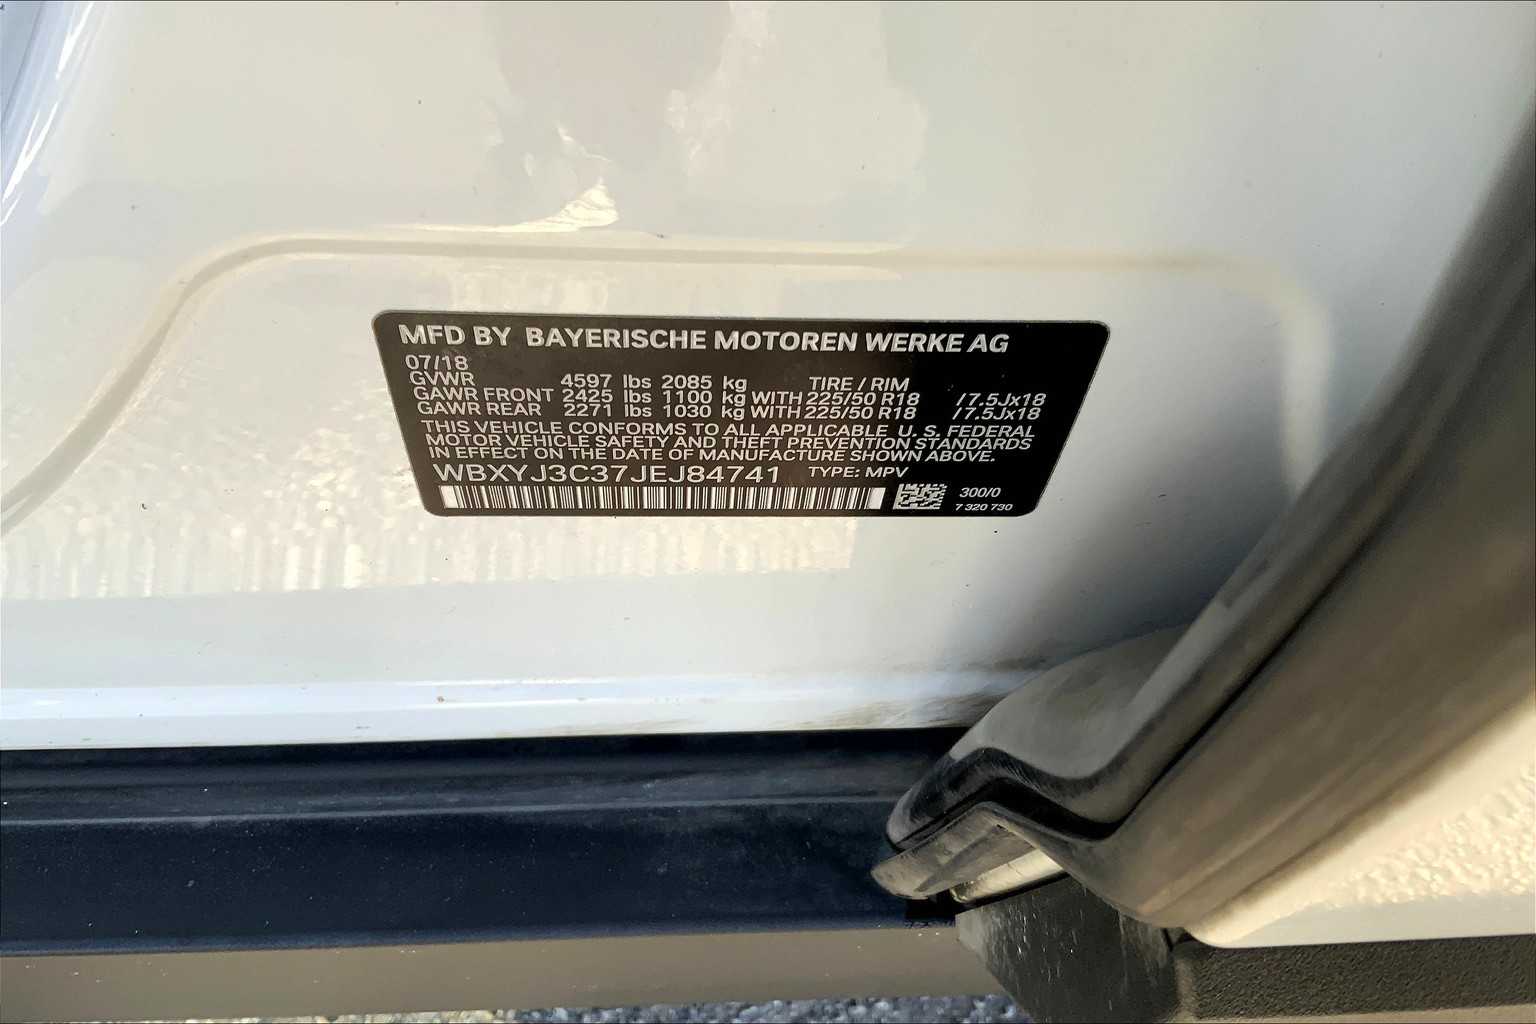 MFD BY BAYERISCHE MOTOREN WERKE AG
07/18
GVWR 4597 lbs 2085 kg TIRE / RIM
GAWR FRONT 2425 lbs 1100 kg WITH 225/50 R18 /7.5Jx18
GAWR REAR 2271 lbs 1030 kg WITH 225/50 R18 /7.5Jx18
THIS VEHICLE CONFORMS TO ALL APPLICABLE U. S. FEDERAL
MOTOR VEHICLE SAFETY AND THEFT PREVENTION STANDARDS
IN EFFECT ON THE DATE OF MANUFACTURE SHOWN ABOVE.
WBXYJ3C37JEJ84741 TYPE: MPV
300/0
7 320 730